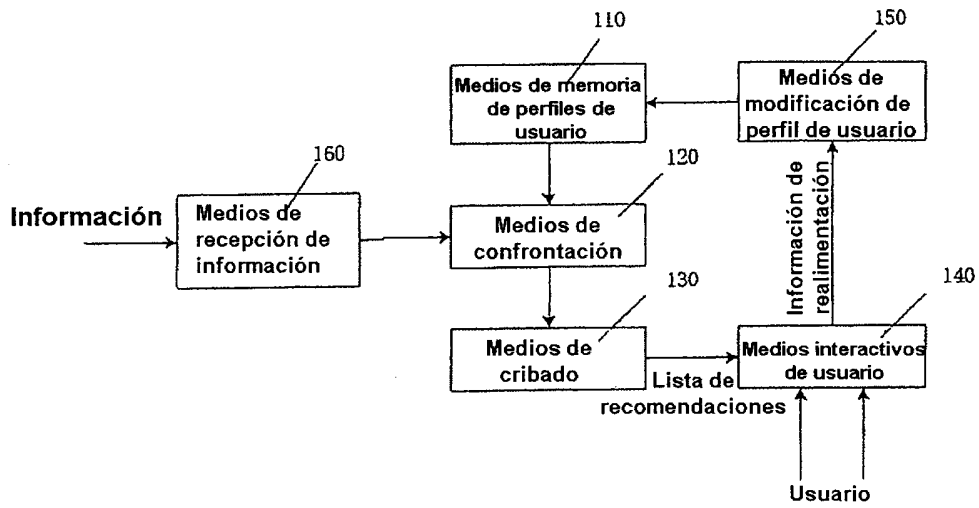 110
150
Medios de memoria
de perfiles de
usuario
Medios de
modificación de
perfil de usuario
160
120
Información
Medios de
recepción de
información
Medios de
confrontación
Información de
realimentación
130
140
Medios de
cribado
Medios interactivos
de usuario
Lista de
recomendaciones
Usuario